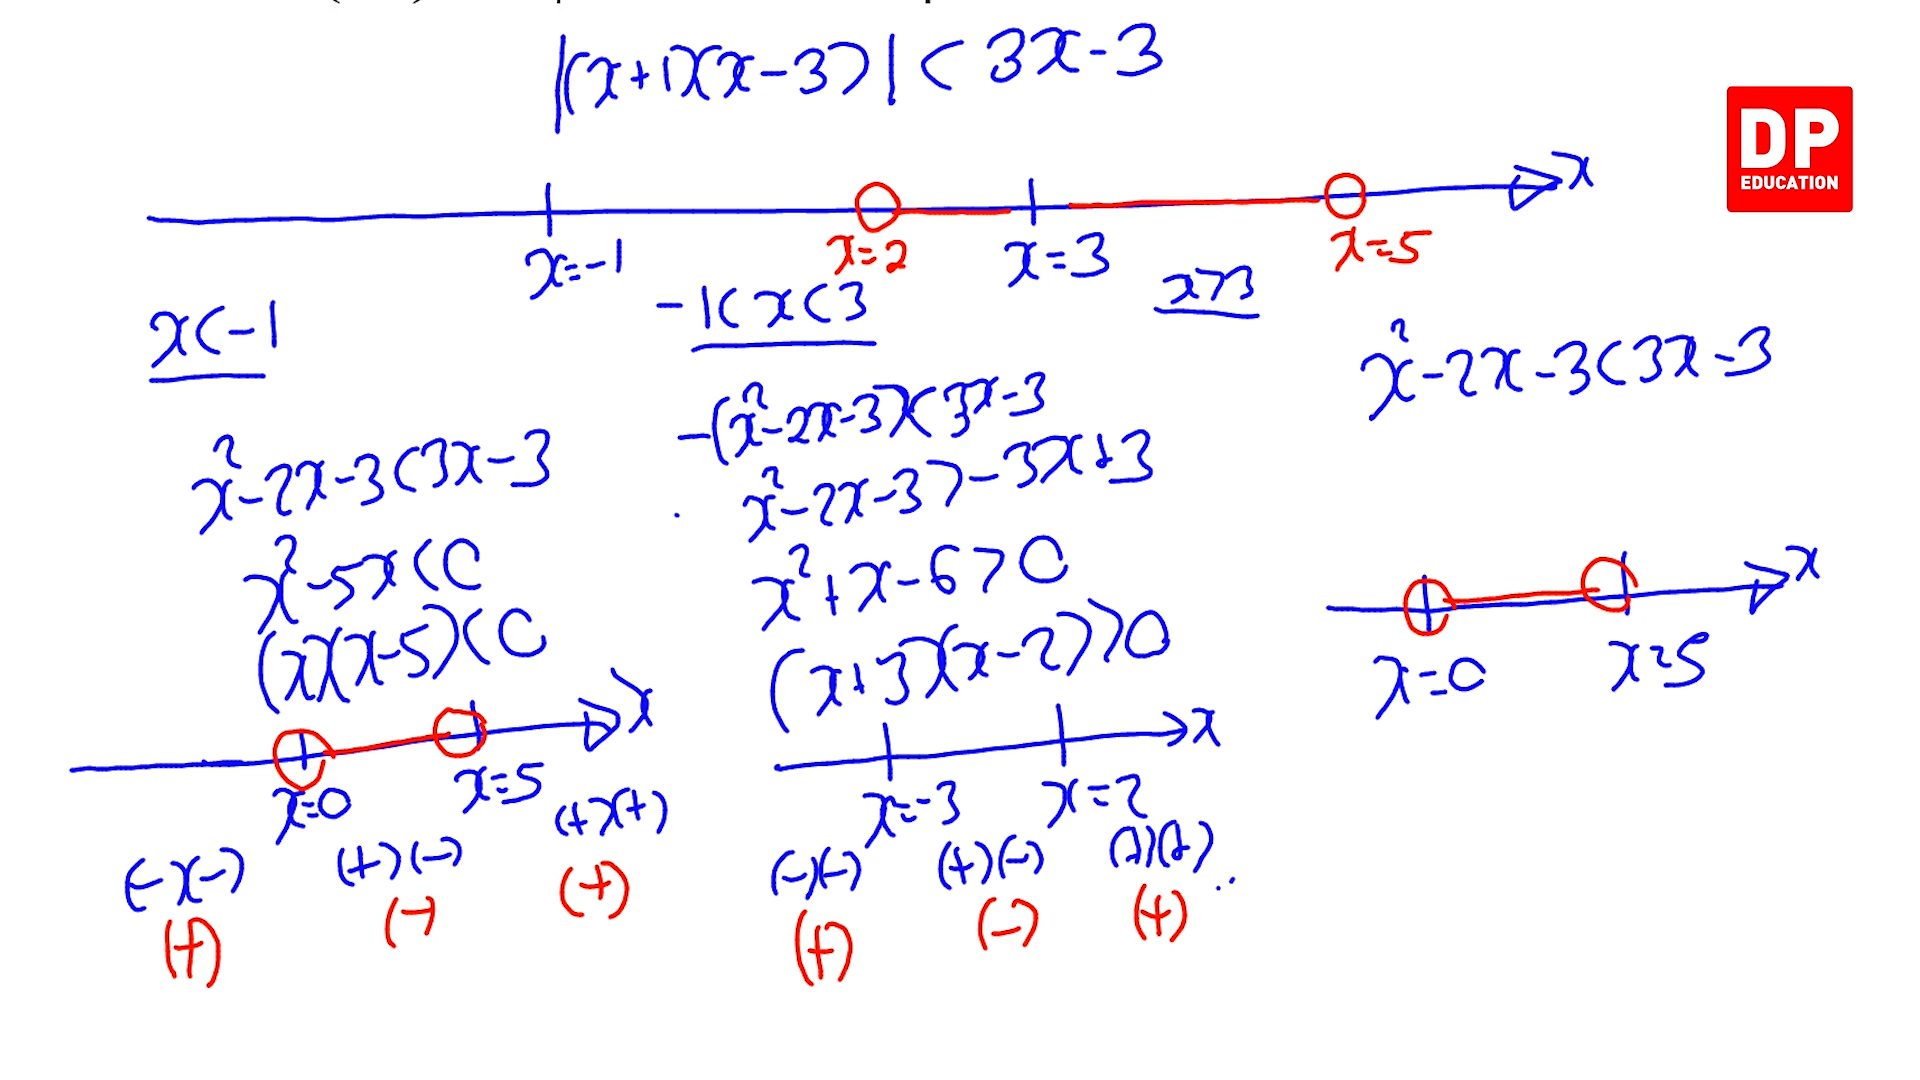 |(x+1)(x-3)| < 3x-3
DP
EDUCATION
x
x=-1
x=2
x=3
x=5
x<-1
-1<x<3
x>3
x²-2x-3<3x-3
x²-5x<0
(x)(x-5)<0
x
x=0
x=5
(-)(-)
(+)(-)
(+)(+)
(+)
(-)
(+)
-(x²-2x-3)<3x-3
x²-2x-3>-3x+3
x²+x-6>0
(x+3)(x-2)>0
x
x=-3
x=2
(-)(-)
(+)(-)
(+)(+)
(+)
(-)
(+)
x²-2x-3<3x-3
x
x=0
x=5